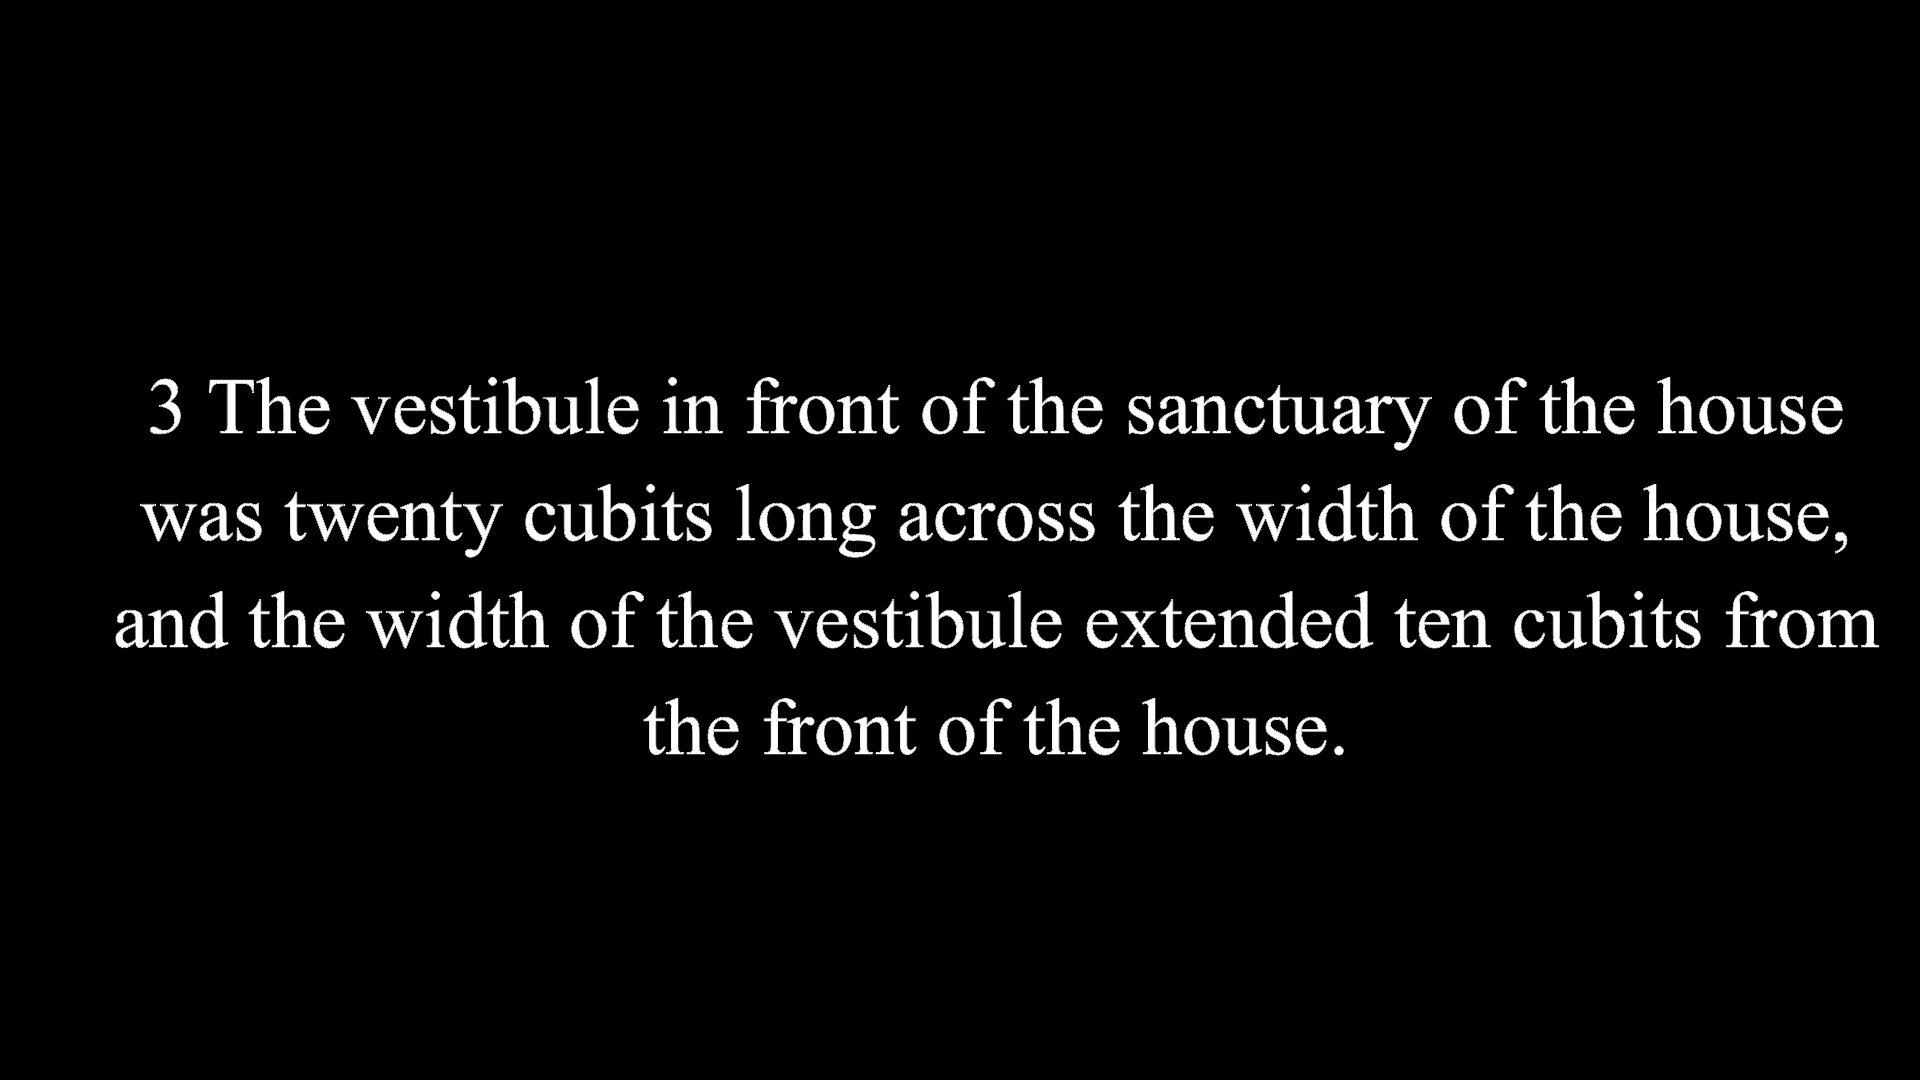 3 The vestibule in front of the sanctuary of the house
was twenty cubits long across the width of the house,
and the width of the vestibule extended ten cubits from
the front of the house.